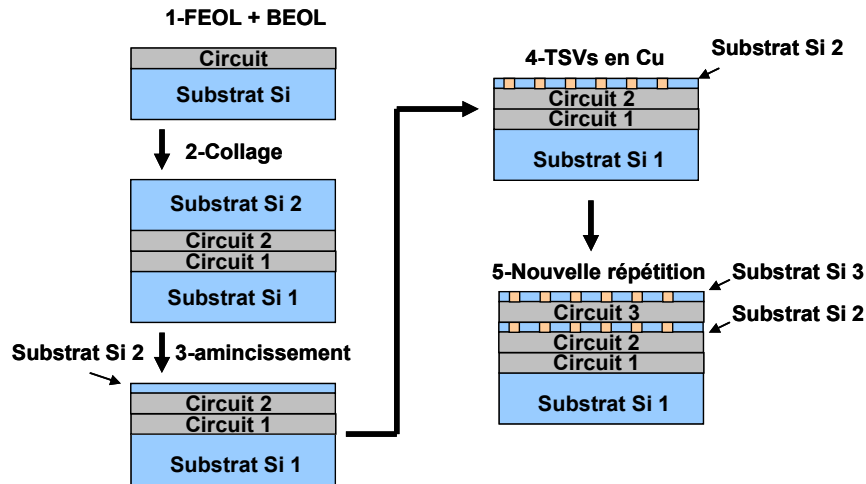 1-FEOL + BEOL
Circuit
Substrat Si
2-Collage
Substrat Si 2
Circuit 2
Circuit 1
Substrat Si 1
Substrat Si 2
3-amincissement
Circuit 2
Circuit 1
Substrat Si 1
4-TSVs en Cu
Substrat Si 2
Circuit 2
Circuit 1
Substrat Si 1
5-Nouvelle répétition
Substrat Si 3
Circuit 3
Substrat Si 2
Circuit 2
Circuit 1
Substrat Si 1